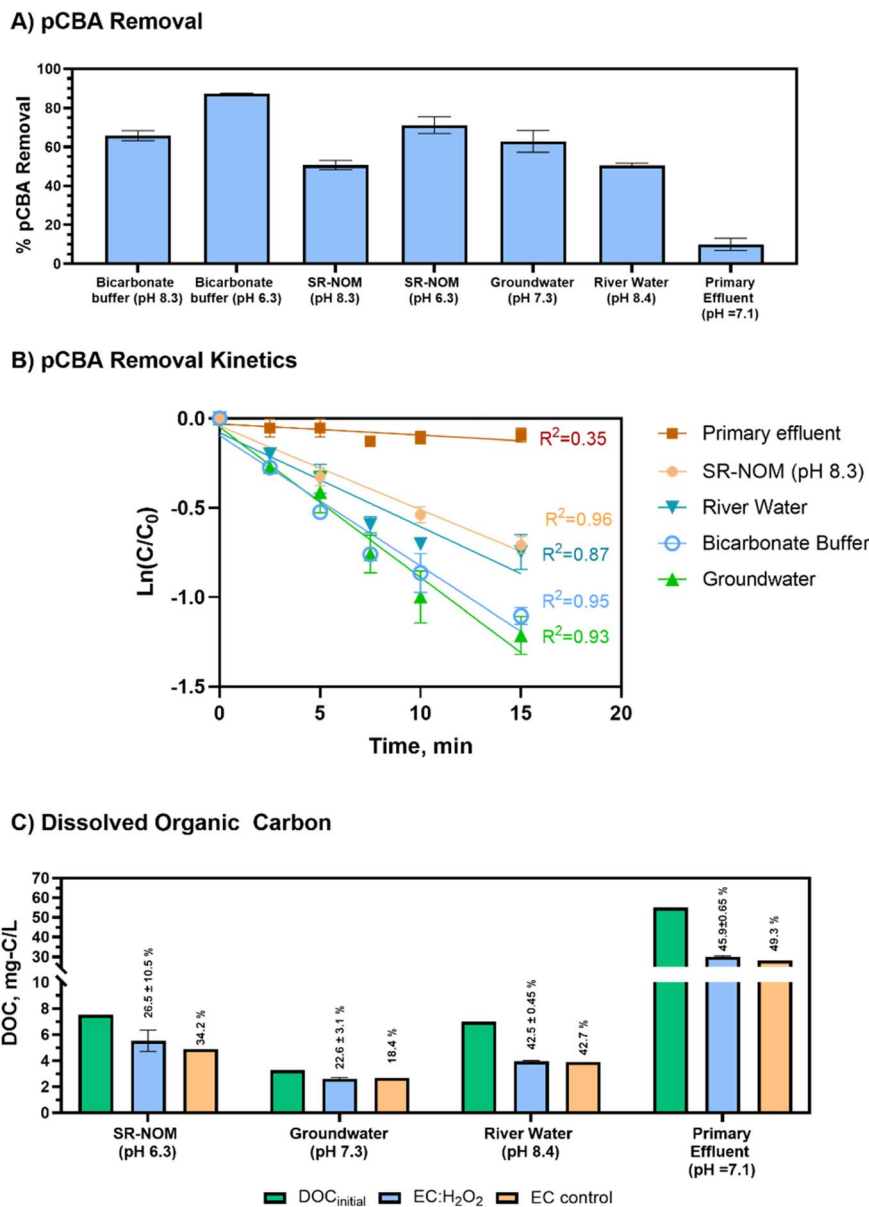 A) pCBA Removal
% pCBA Removal
100
80
60
40
20
0
Bicarbonate
buffer (pH 8.3)
Bicarbonate
buffer (pH 6.3)
SR-NOM
(pH 8.3)
SR-NOM
(pH 6.3)
Groundwater
(pH 7.3)
River Water
(pH 8.4)
Primary
Effluent
(pH =7.1)
B) pCBA Removal Kinetics
Ln(C/C₀)
0.0
-0.5
-1.0
-1.5
0
5
10
15
20
Time, min
R²=0.35
R²=0.96
R²=0.87
R²=0.95
R²=0.93
Primary effluent
SR-NOM (pH 8.3)
River Water
Bicarbonate Buffer
Groundwater
C) Dissolved Organic Carbon
DOC, mg-C/L
70
60
50
40
30
10
8
6
4
2
0
26.5 ± 10.5 %
34.2 %
22.6 ± 3.1 %
18.4 %
42.5 ± 0.45 %
42.7 %
45.9±0.65 %
49.3 %
SR-NOM
(pH 6.3)
Groundwater
(pH 7.3)
River Water
(pH 8.4)
Primary
Effluent
(pH =7.1)
DOCinitial EC:H₂O₂ EC control